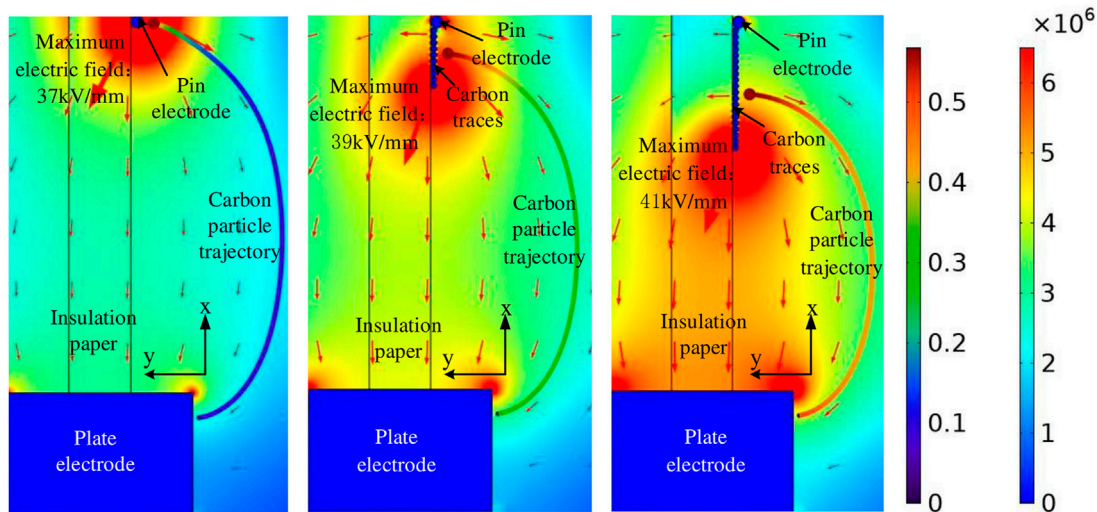 Maximum
electric field：
37kV/mm
Pin
electrode
Carbon
particle
trajectory
x
y
Insulation
paper
Plate
electrode
Pin
electrode
Maximum
electric field：
39kV/mm
Carbon
traces
Carbon
particle
trajectory
x
y
Insulation
paper
Plate
electrode
Pin
electrode
Carbon
traces
Maximum
electric field：
41kV/mm
Carbon
particle
trajectory
x
y
Insulation
paper
Plate
electrode
0.5
0.4
0.3
0.2
0.1
0
×10⁶
6
5
4
3
2
1
0